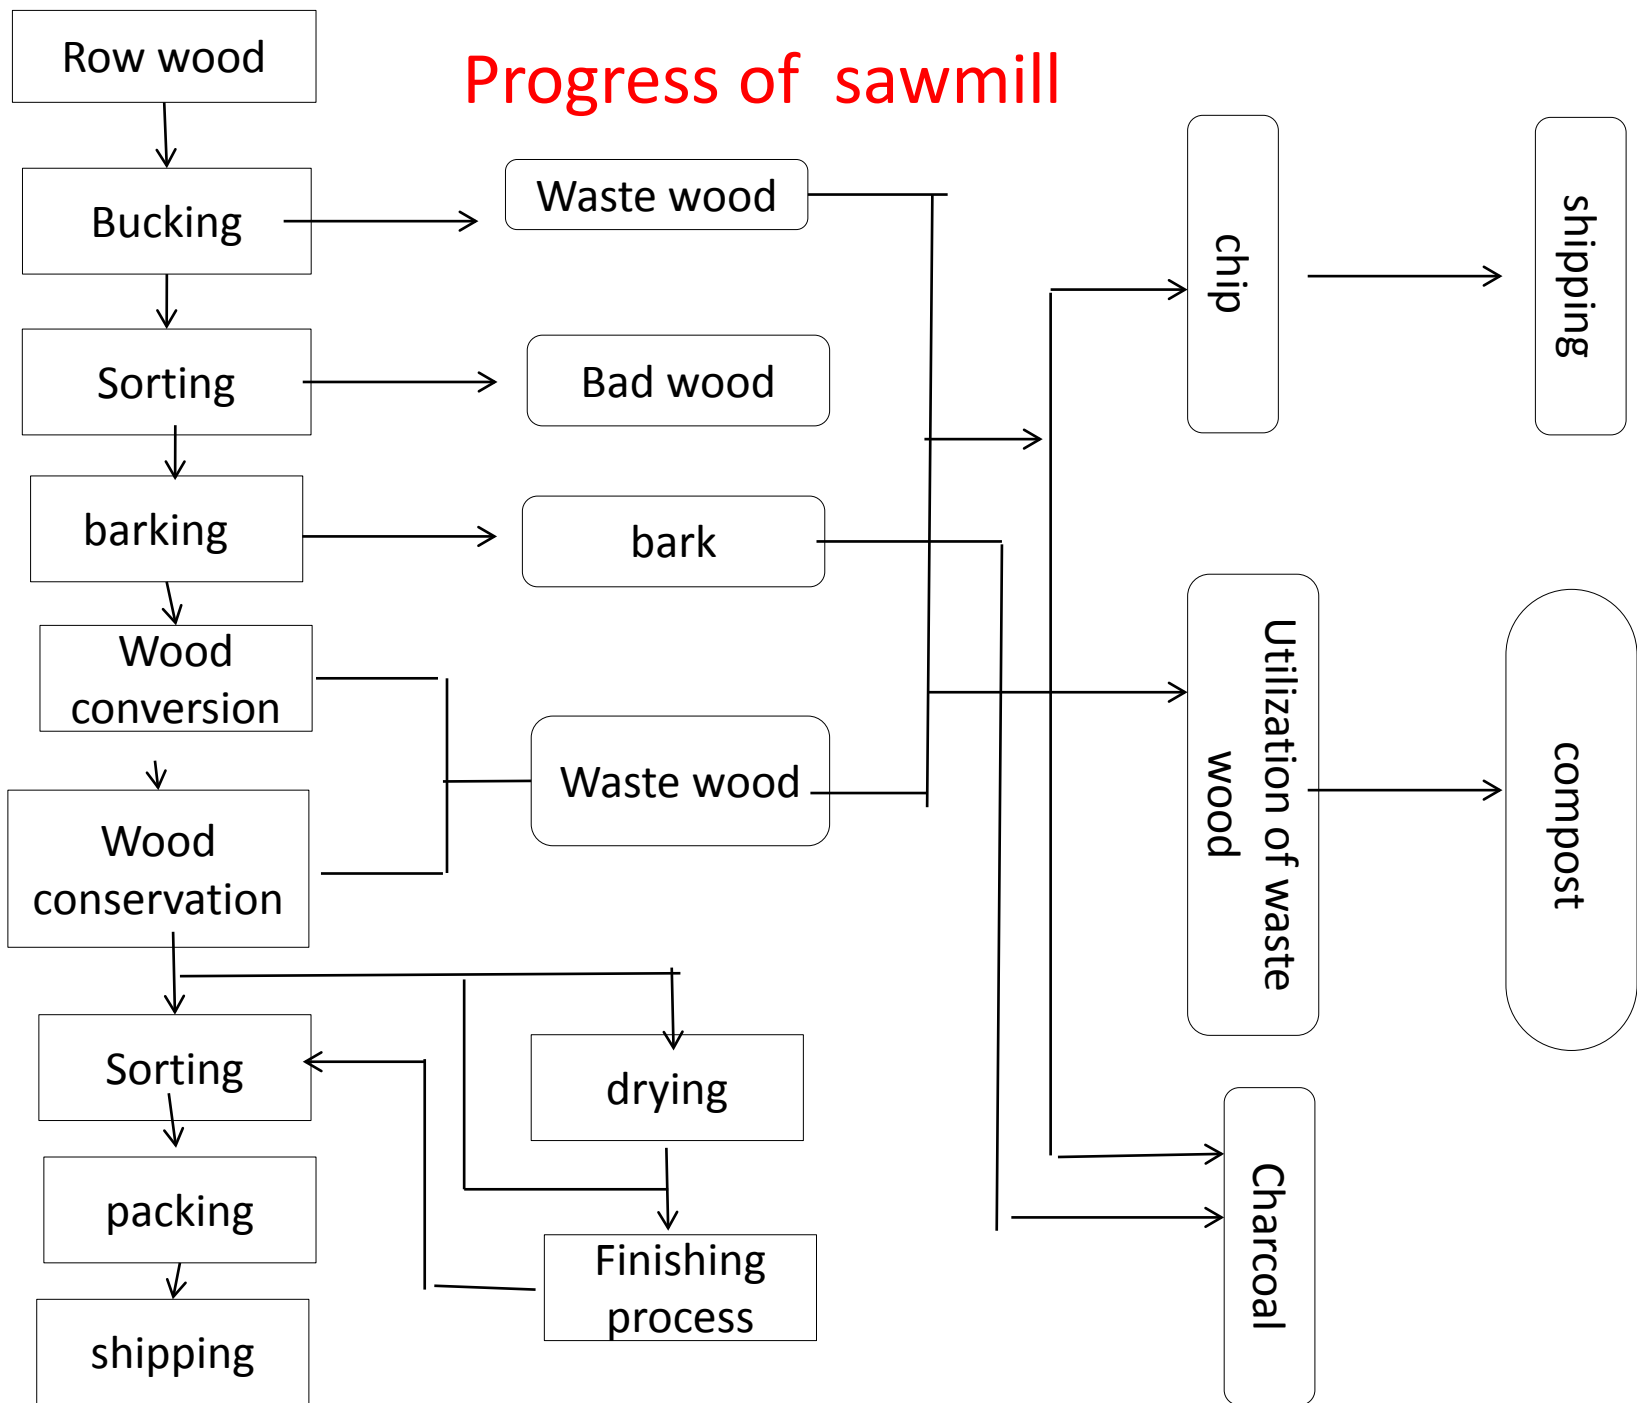 Progress of sawmill
Row wood
Bucking
Sorting
barking
Wood
conversion
Wood
conservation
Sorting
packing
shipping
Waste wood
Bad wood
bark
Waste wood
drying
Finishing
process
chip
Utilization of waste
wood
Charcoal
shipping
compost